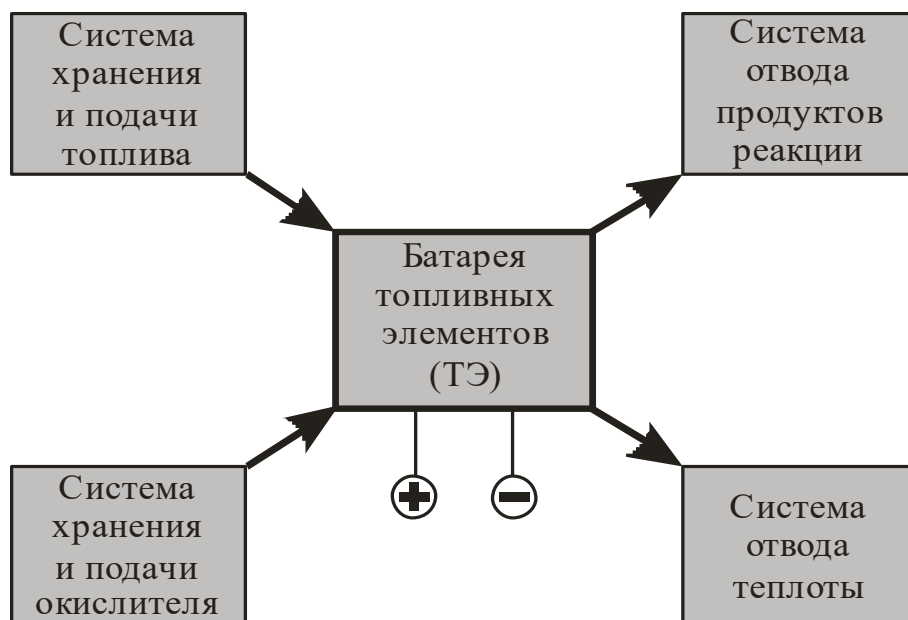 Система
хранения
и подачи
топлива
Система
отвода
продуктов
реакции
Батарея
топливных
элементов
(ТЭ)
Система
хранения
и подачи
окислителя
Система
отвода
теплоты